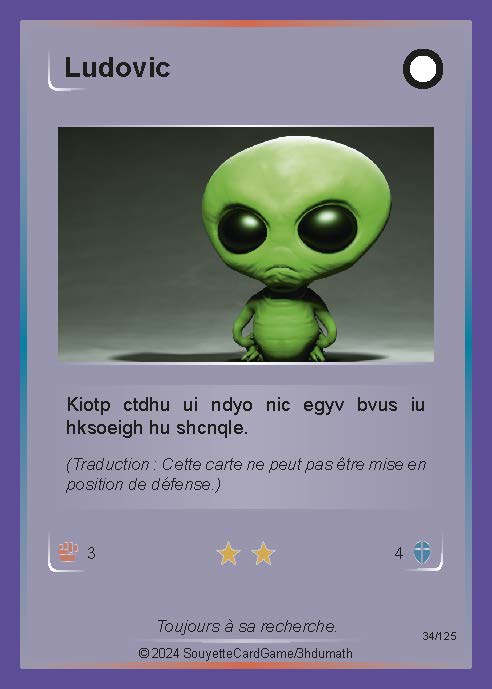 Ludovic
Kiotp ctdhu ui ndyo nic egyv bvus iu
hksoeigh hu shcnqle.
(Traduction : Cette carte ne peut pas être mise en
position de défense.)
3
4
Toujours à sa recherche.
34/125
©2024 SouyetteCardGame/3hdumath